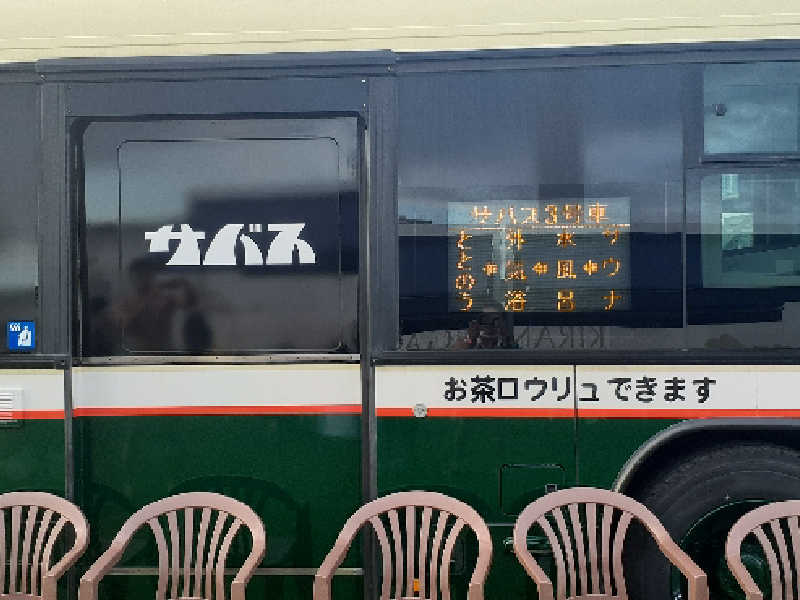 サバス
サバス3号車
サウナ
水風呂
外気浴
ととのう
お茶ロウリュできます